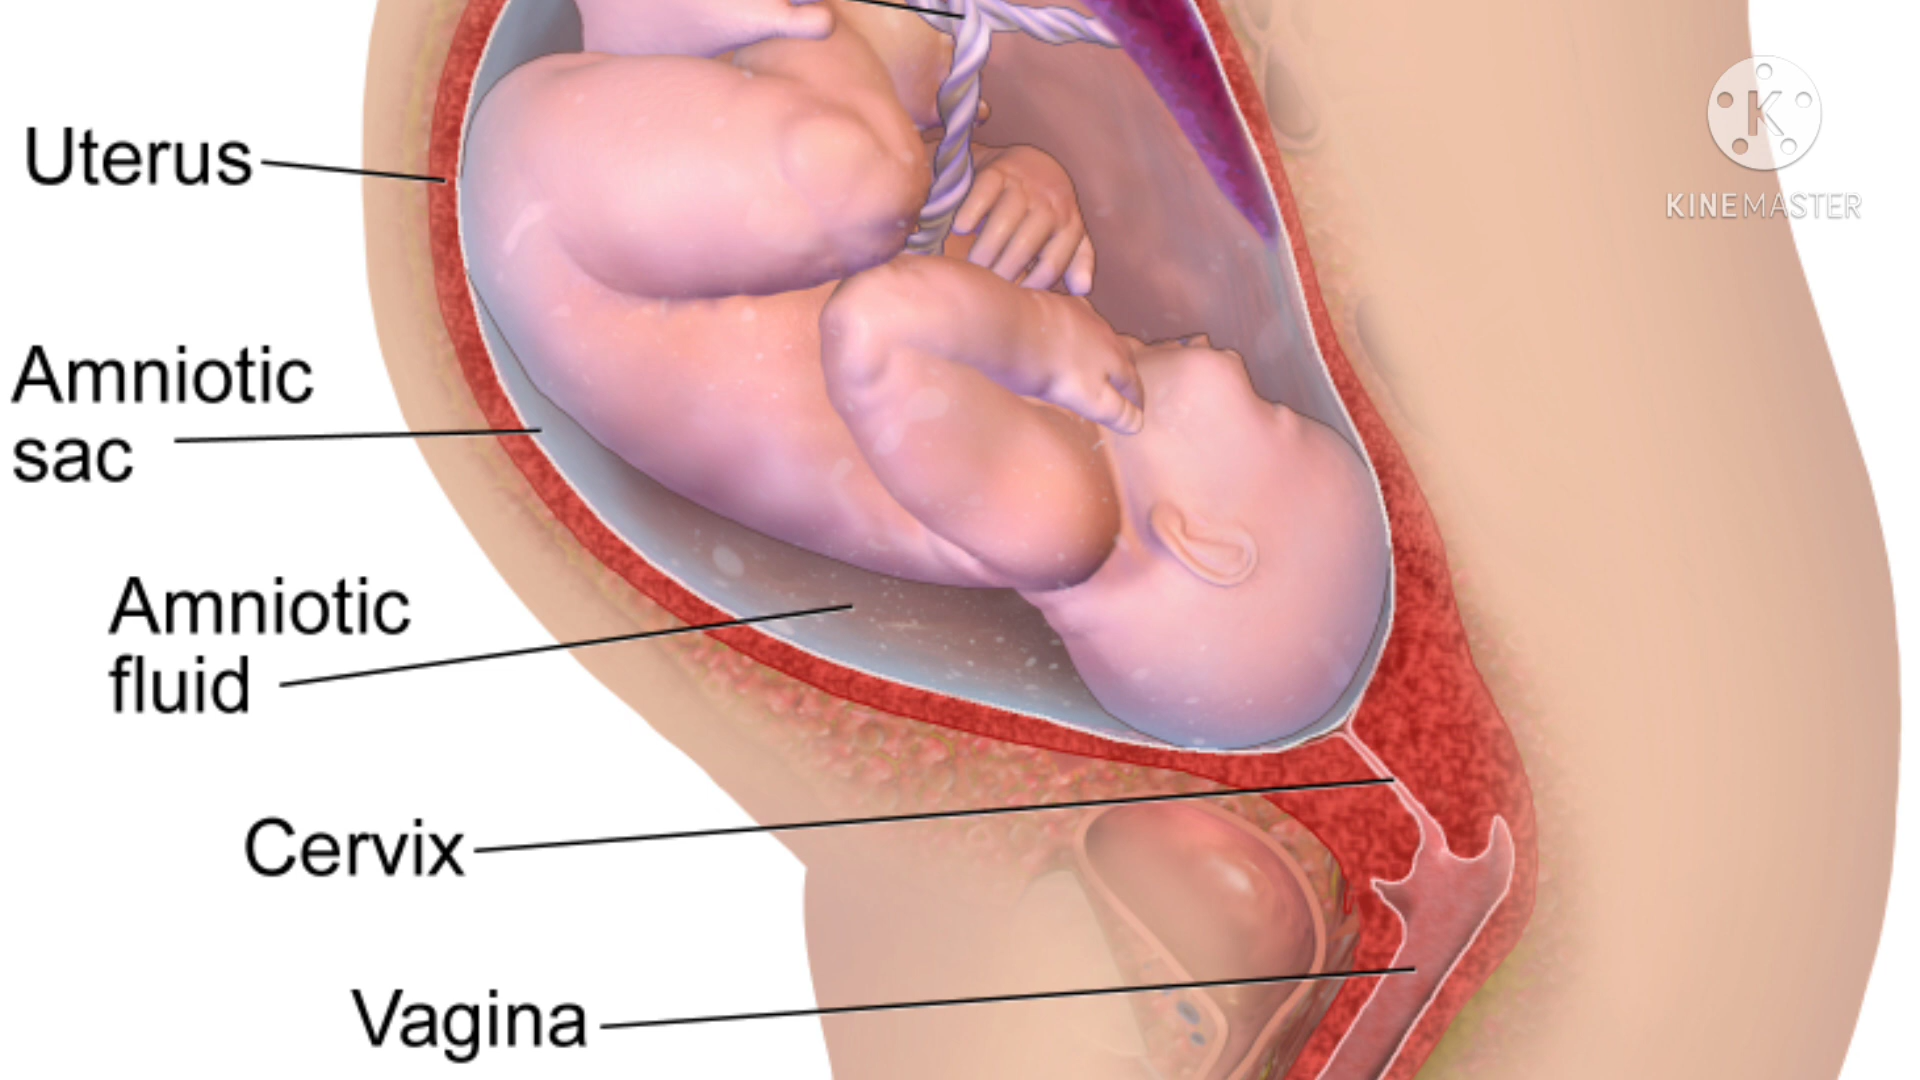 Uterus
K
KINEMASTER
Amniotic
sac
Amniotic
fluid
Cervix
Vagina